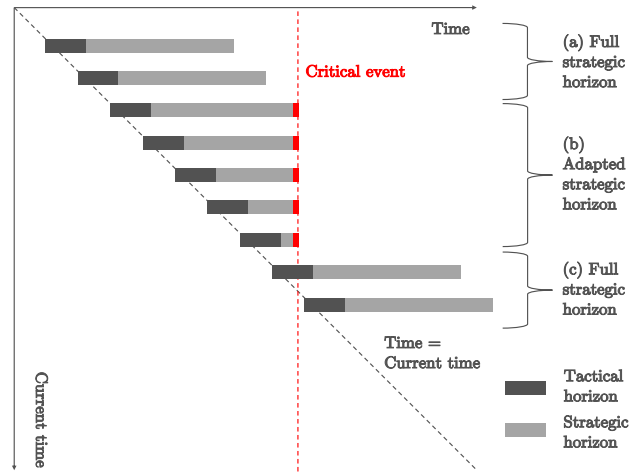 Time
Critical event
(a) Full
strategic
horizon
(b)
Adapted
strategic
horizon
(c) Full
strategic
horizon
Time =
Current time
Current time
Tactical
horizon
Strategic
horizon